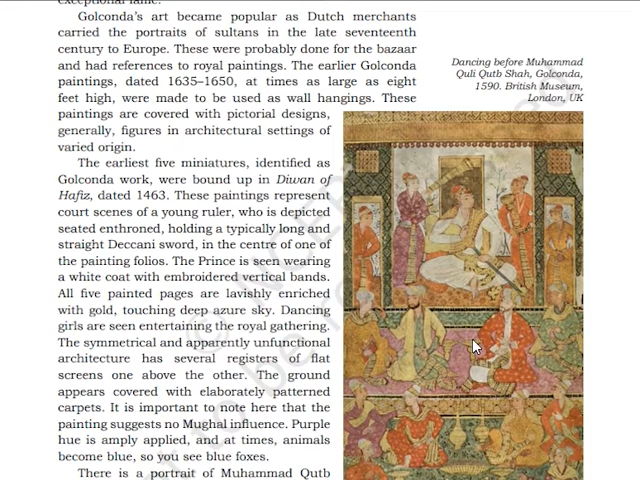 exceptional fame.
Golconda's art became popular as Dutch merchants
carried the portraits of sultans in the late seventeenth
century to Europe. These were probably done for the bazaar
and had references to royal paintings. The earlier Golconda
paintings, dated 1635–1650, at times as large as eight
feet high, were made to be used as wall hangings. These
paintings are covered with pictorial designs,
generally, figures in architectural settings of
varied origin.
The earliest five miniatures, identified as
Golconda work, were bound up in Diwan of
Hafiz, dated 1463. These paintings represent
court scenes of a young ruler, who is depicted
seated enthroned, holding a typically long and
straight Deccani sword, in the centre of one of
the painting folios. The Prince is seen wearing
a white coat with embroidered vertical bands.
All five painted pages are lavishly enriched
with gold, touching deep azure sky. Dancing
girls are seen entertaining the royal gathering.
The symmetrical and apparently unfunctional
architecture has several registers of flat
screens one above the other. The ground
appears covered with elaborately patterned
carpets. It is important to note here that the
painting suggests no Mughal influence. Purple
hue is amply applied, and at times, animals
become blue, so you see blue foxes.
There is a portrait of Muhammad Qutb
Dancing before Muhammad
Quli Qutb Shah, Golconda,
1590. British Museum,
London, UK